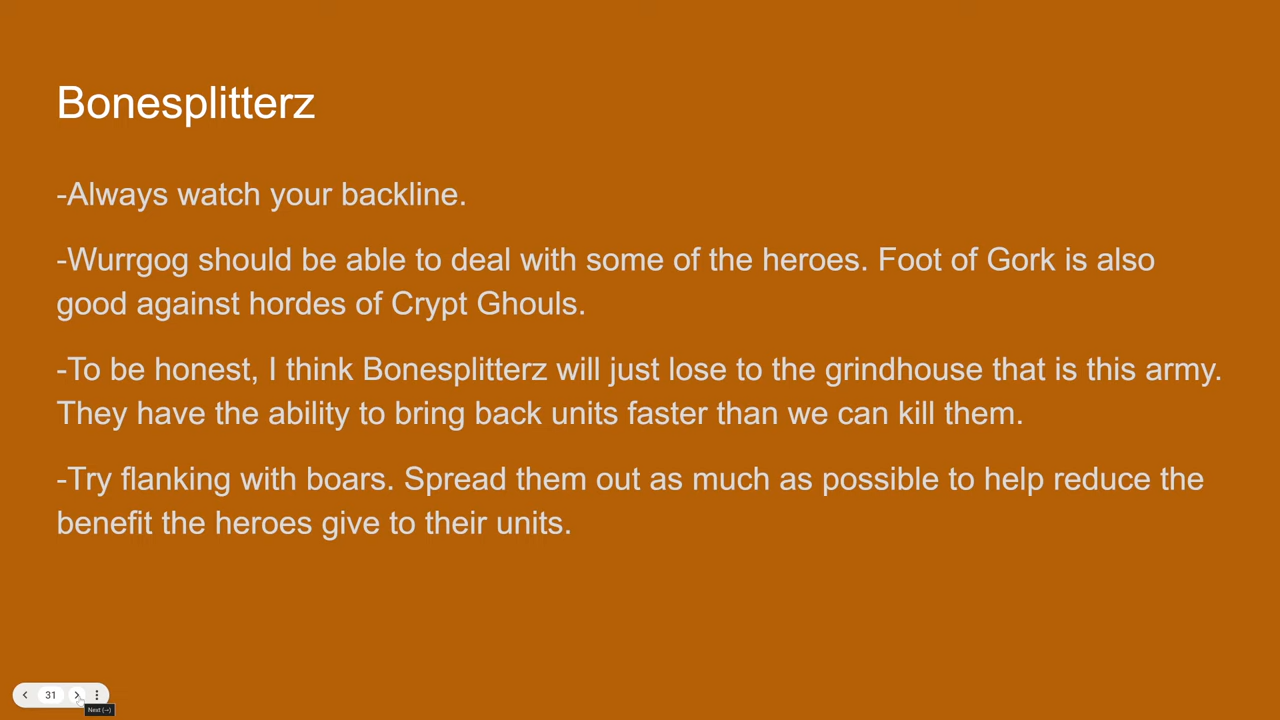 Bonesplitterz
-Always watch your backline.
-Wurrgog should be able to deal with some of the heroes. Foot of Gork is also
good against hordes of Crypt Ghouls.
-To be honest, I think Bonesplitterz will just lose to the grindhouse that is this army.
They have the ability to bring back units faster than we can kill them.
-Try flanking with boars. Spread them out as much as possible to help reduce the
benefit the heroes give to their units.
31
Next (→)